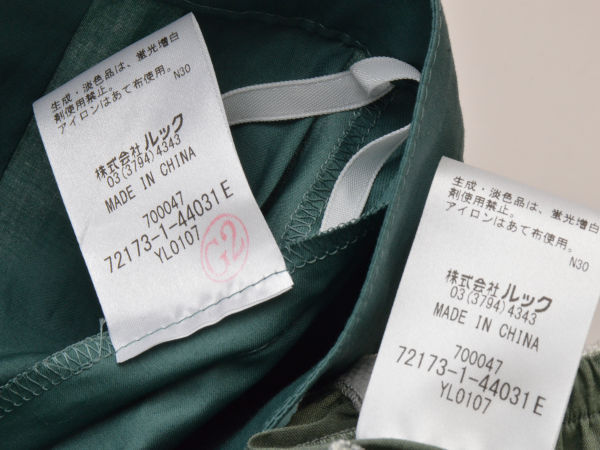 生成・淡色品は、蛍光増白
剤使用禁止。
アイロンはあて布使用。
N30
株式会社ルック
03(3794)4343
MADE IN CHINA
700047
72173-1-44031E
YL0107
G2
生成・淡色品は、蛍光増白
剤使用禁止。
アイロンはあて布使用。
N30
株式会社ルック
03(3794)4343
MADE IN CHINA
700047
72173-1-44031E
YL0107